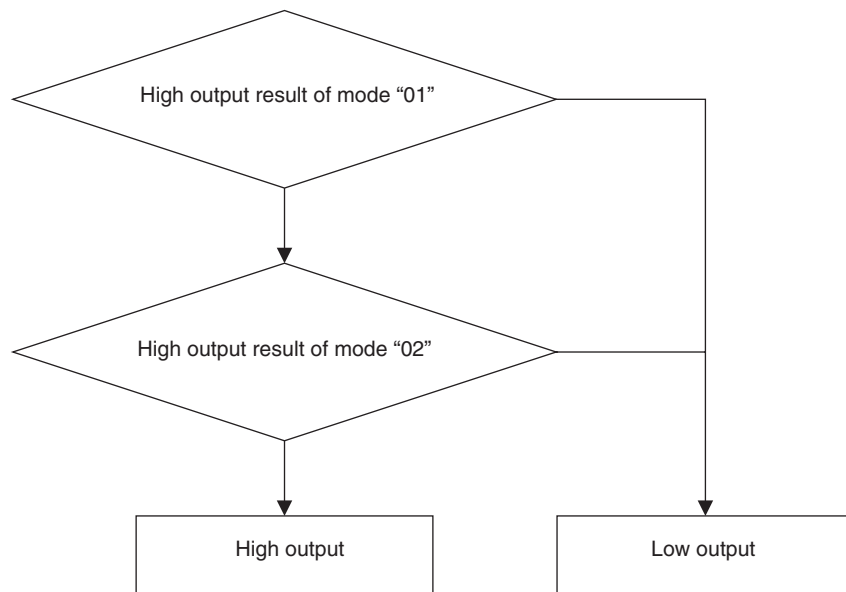 High output result of mode “01”
High output result of mode “02”
High output
Low output